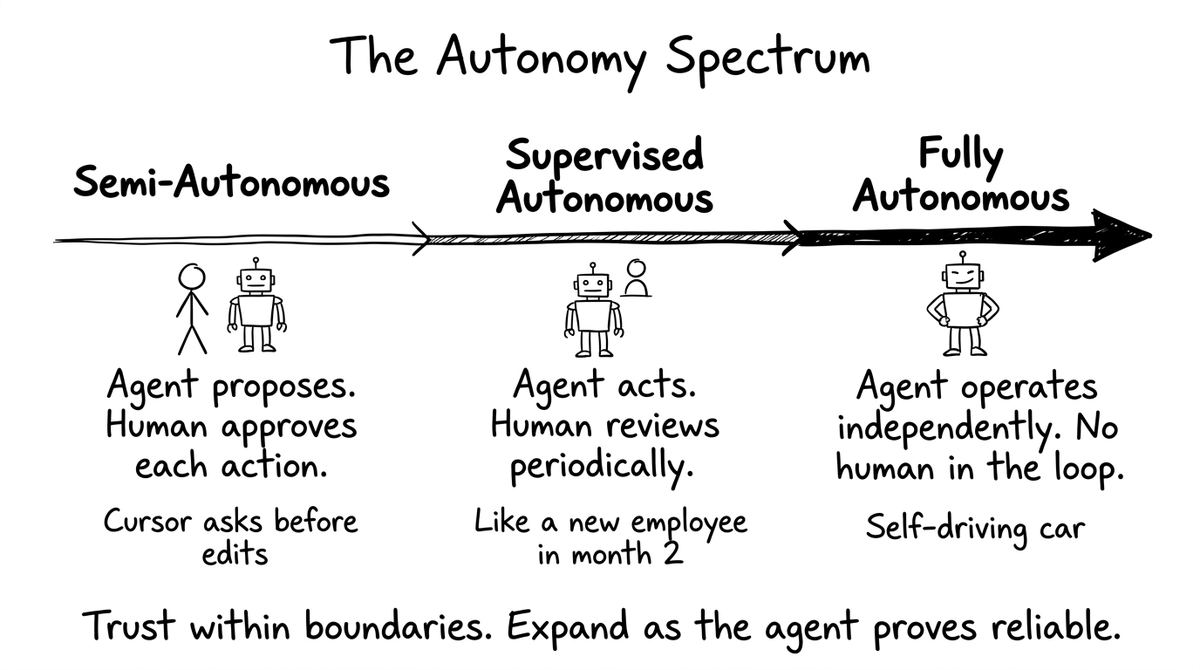 The Autonomy Spectrum
Semi-Autonomous
Agent proposes.
Human approves
each action.
Cursor asks before
edits
Supervised
Autonomous
Agent acts.
Human reviews
periodically.
Like a new employee
in month 2
Fully
Autonomous
Agent operates
independently. No
human in the loop.
Self-driving car
Trust within boundaries. Expand as the agent proves reliable.